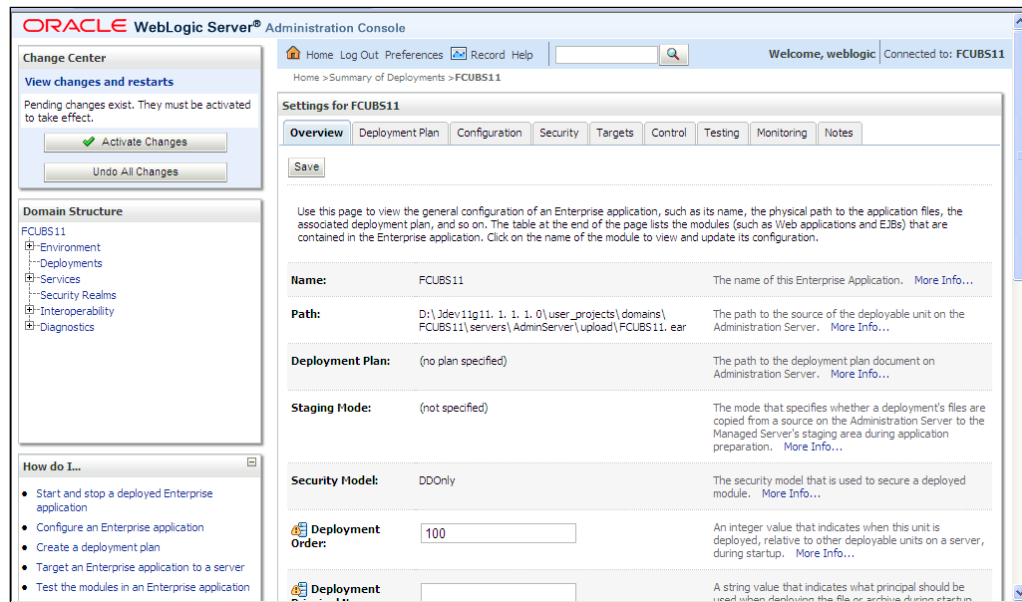 ORACLE WebLogic Server® Administration Console
Change Center
View changes and restarts
Pending changes exist. They must be activated
to take effect.
Activate Changes
Undo All Changes
Domain Structure
FCUBS11
Environment
Deployments
Services
Security Realms
Interoperability
Diagnostics
How do I...
Start and stop a deployed Enterprise
application
Configure an Enterprise application
Create a deployment plan
Target an Enterprise application to a server
Test the modules in an Enterprise application
Home Log Out Preferences Record Help
Welcome, weblogic Connected to: FCUBS11
Home >Summary of Deployments >FCUBS11
Settings for FCUBS11
Overview Deployment Plan Configuration Security Targets Control Testing Monitoring Notes
Save
Use this page to view the general configuration of an Enterprise application, such as its name, the physical path to the application files, the
associated deployment plan, and so on. The table at the end of the page lists the modules (such as Web applications and EJBs) that are
contained in the Enterprise application. Click on the name of the module to view and update its configuration.
Name: FCUBS11 The name of this Enterprise Application. More Info...
Path: D:\Jdev11g11. 1. 1. 1. 0\user_projects\domains\
FCUBS11\servers\AdminServer\upload\FCUBS11. ear
The path to the source of the deployable unit on the
Administration Server. More Info...
Deployment Plan: (no plan specified)
The path to the deployment plan document on
Administration Server. More Info...
Staging Mode: (not specified)
The mode that specifies whether a deployment's files are
copied from a source on the Administration Server to the
Managed Server's staging area during application
preparation. More Info...
Security Model: DDOnly
The security model that is used to secure a deployed
module. More Info...
Deployment
Order:
100
An integer value that indicates when this unit is
deployed, relative to other deployable units on a server,
during startup. More Info...
Deployment
A string value that indicates what principal should be
used when deploying the file or archive during startup